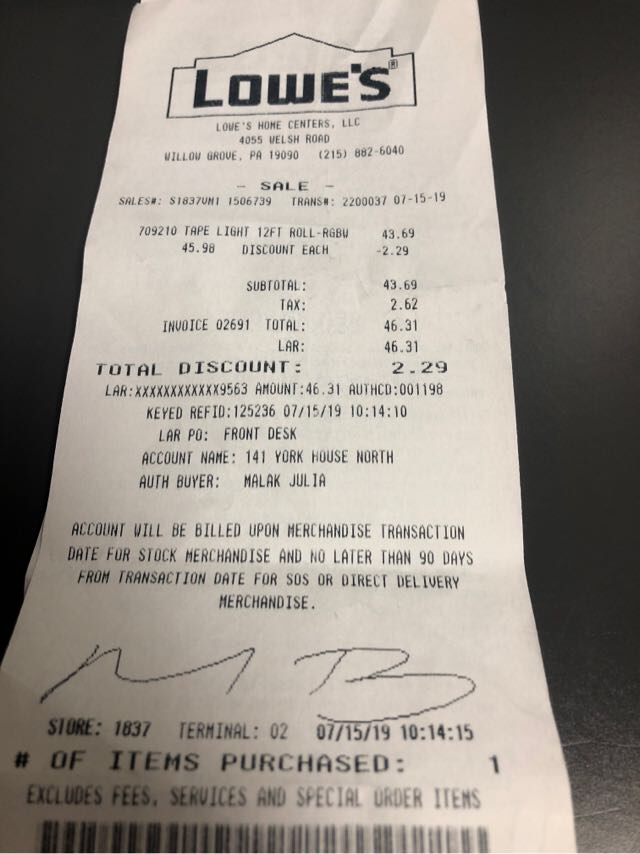 LOWE'S®
LOWE'S HOME CENTERS, LLC
4055 WELSH ROAD
WILLOW GROVE, PA 19090 (215) 882-6040
- SALE -
SALES#: S1837VM1 1506739 TRANS#: 2200037 07-15-19
709210 TAPE LIGHT 12FT ROLL-RGBW 43.69
45.98 DISCOUNT EACH -2.29
SUBTOTAL: 43.69
TAX: 2.62
INVOICE 02691 TOTAL: 46.31
LAR: 46.31
TOTAL DISCOUNT: 2.29
LAR:XXXXXXXXXXXX9563 AMOUNT:46.31 AUTHCD:001198
KEYED REFID:125236 07/15/19 10:14:10
LAR PO: FRONT DESK
ACCOUNT NAME: 141 YORK HOUSE NORTH
AUTH BUYER: MALAK JULIA
ACCOUNT WILL BE BILLED UPON MERCHANDISE TRANSACTION
DATE FOR STOCK MERCHANDISE AND NO LATER THAN 90 DAYS
FROM TRANSACTION DATE FOR SOS OR DIRECT DELIVERY
MERCHANDISE.
STORE: 1837 TERMINAL: 02 07/15/19 10:14:15
# OF ITEMS PURCHASED: 1
EXCLUDES FEES, SERVICES AND SPECIAL ORDER ITEMS